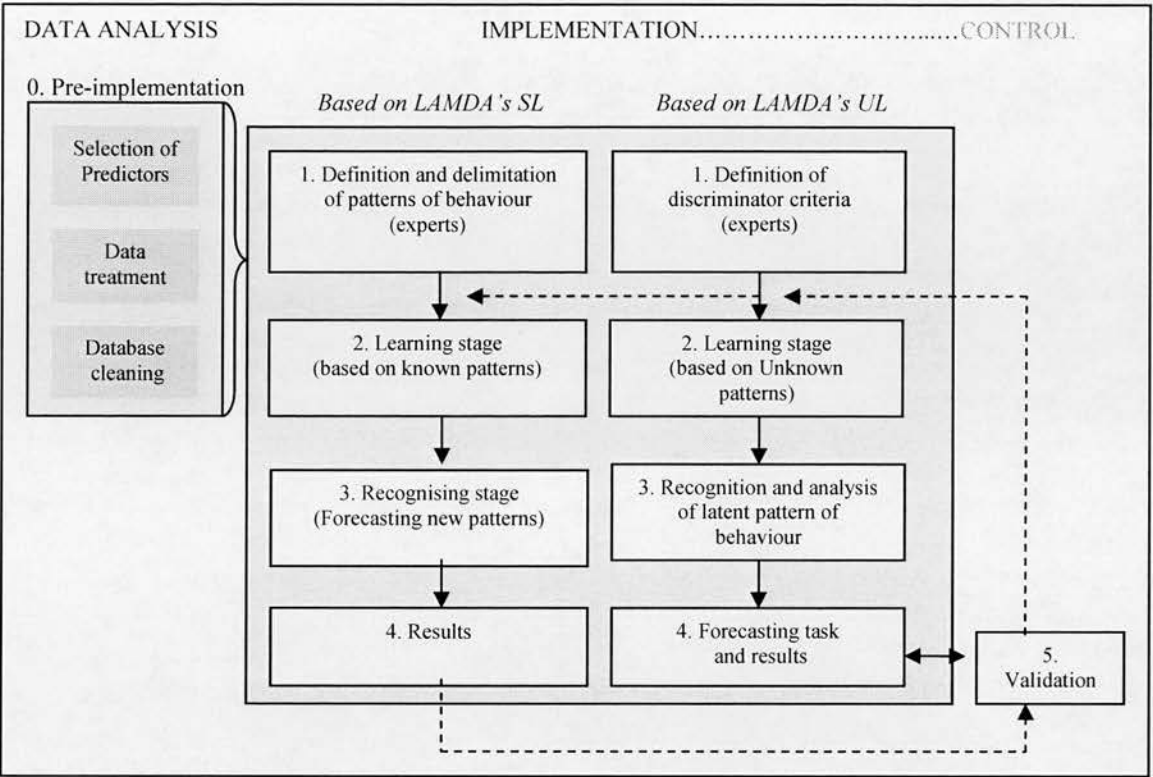 DATA ANALYSIS
IMPLEMENTATION………………………......…CONTROL
0. Pre-implementation
Based on LAMDA's SL
Based on LAMDA's UL
Selection of
Predictors
Data
treatment
Database
cleaning
1. Definition and delimitation
of patterns of behaviour
(experts)
1. Definition of
discriminator criteria
(experts)
2. Learning stage
(based on known patterns)
2. Learning stage
(based on Unknown
patterns)
3. Recognising stage
(Forecasting new patterns)
3. Recognition and analysis
of latent pattern of
behaviour
4. Results
4. Forecasting task
and results
5.
Validation